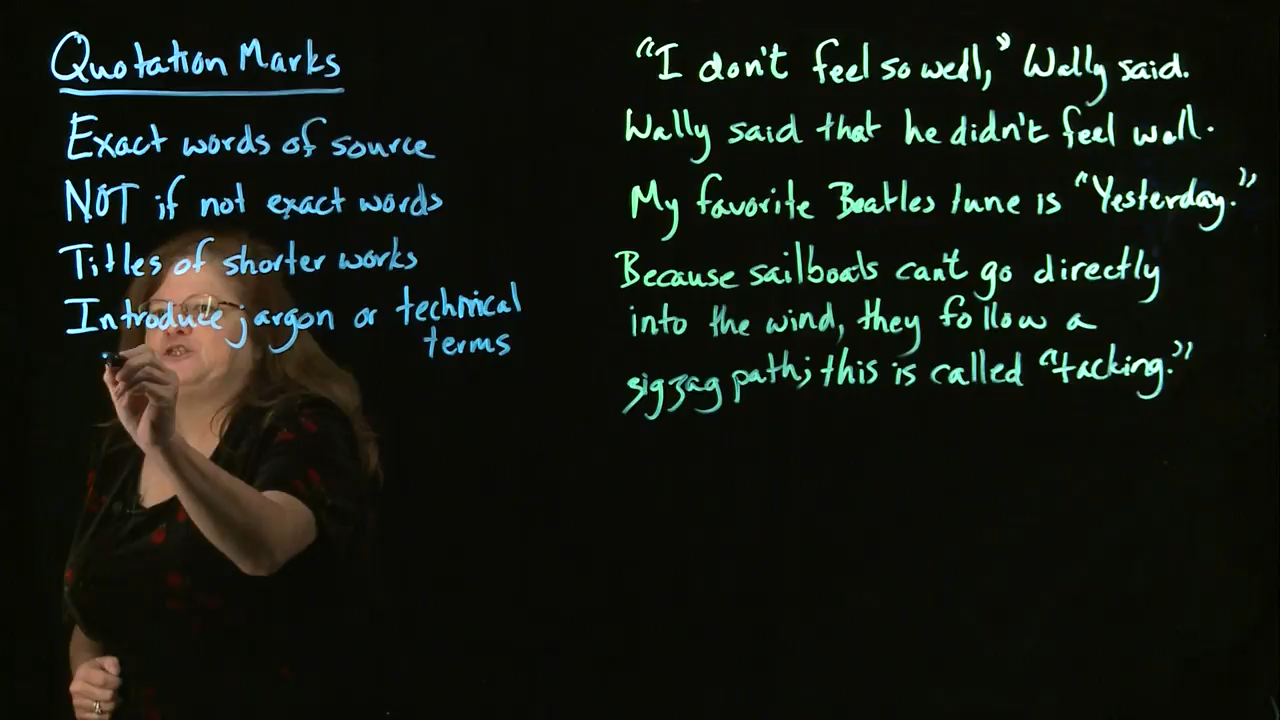 Quotation Marks
Exact words of source
NOT if not exact words
Titles of shorter works
Introduce jargon or technical
terms
“I don't feel so well,” Wally said.
Wally said that he didn't feel well.
My favorite Beatles tune is “Yesterday.”
Because sailboats can't go directly
into the wind, they follow a
zigzag path; this is called “tacking.”